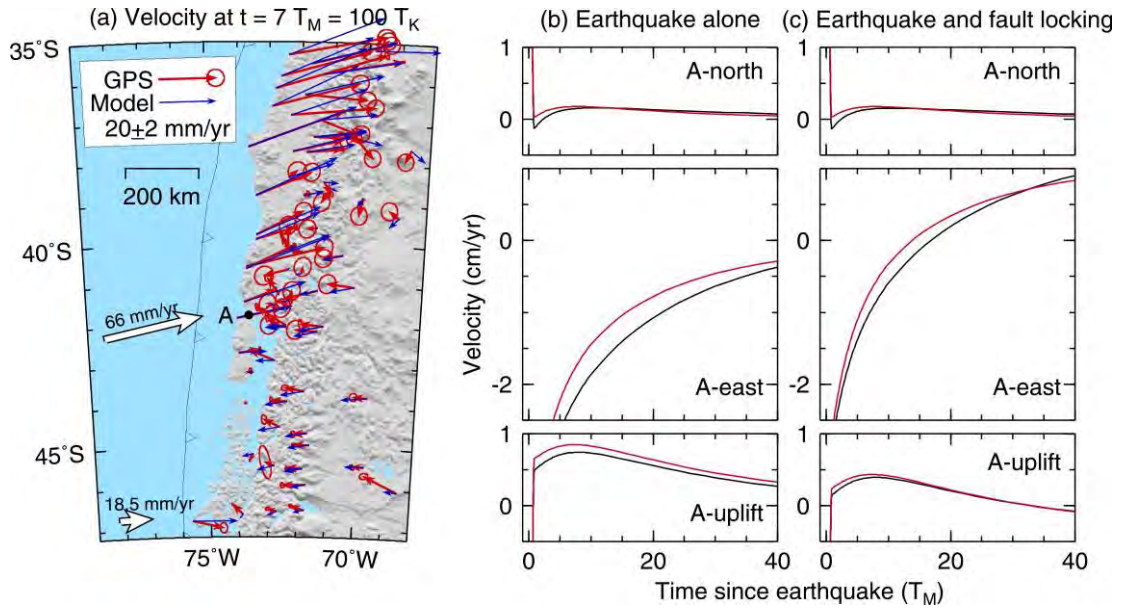 (a) Velocity at t = 7 T_M = 100 T_K
35°S
GPS
Model
20±2 mm/yr
200 km
40°S
66 mm/yr
A
45°S
18.5 mm/yr
75°W
70°W
(b) Earthquake alone
(c) Earthquake and fault locking
1
A-north
0
1
A-north
0
Velocity (cm/yr)
0
-2
A-east
0
-2
A-east
1
0
A-uplift
1
A-uplift
0
0 20 40
0 20 40
Time since earthquake (T_M)